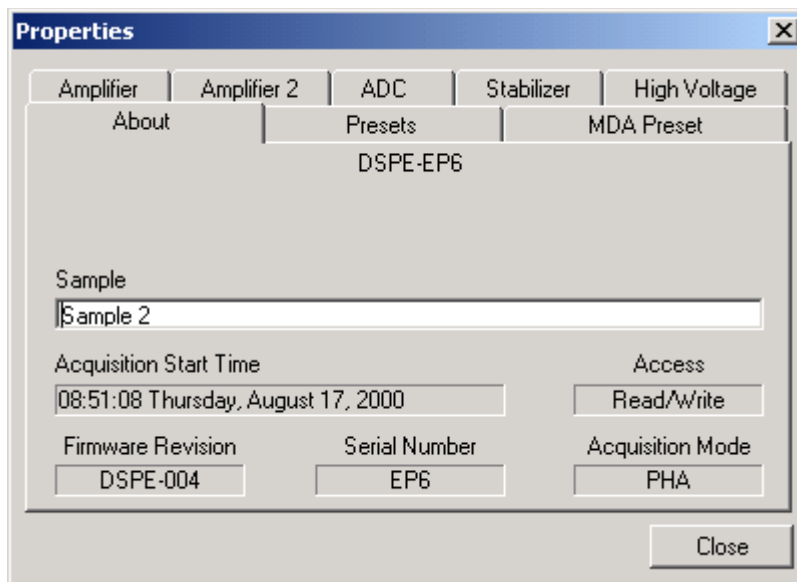 Properties
Amplifier Amplifier 2 ADC Stabilizer High Voltage
About Presets MDA Preset
DSPE-EP6
Sample
Sample 2
Acquisition Start Time Access
08:51:08 Thursday, August 17, 2000 Read/Write
Firmware Revision Serial Number Acquisition Mode
DSPE-004 EP6 PHA
Close